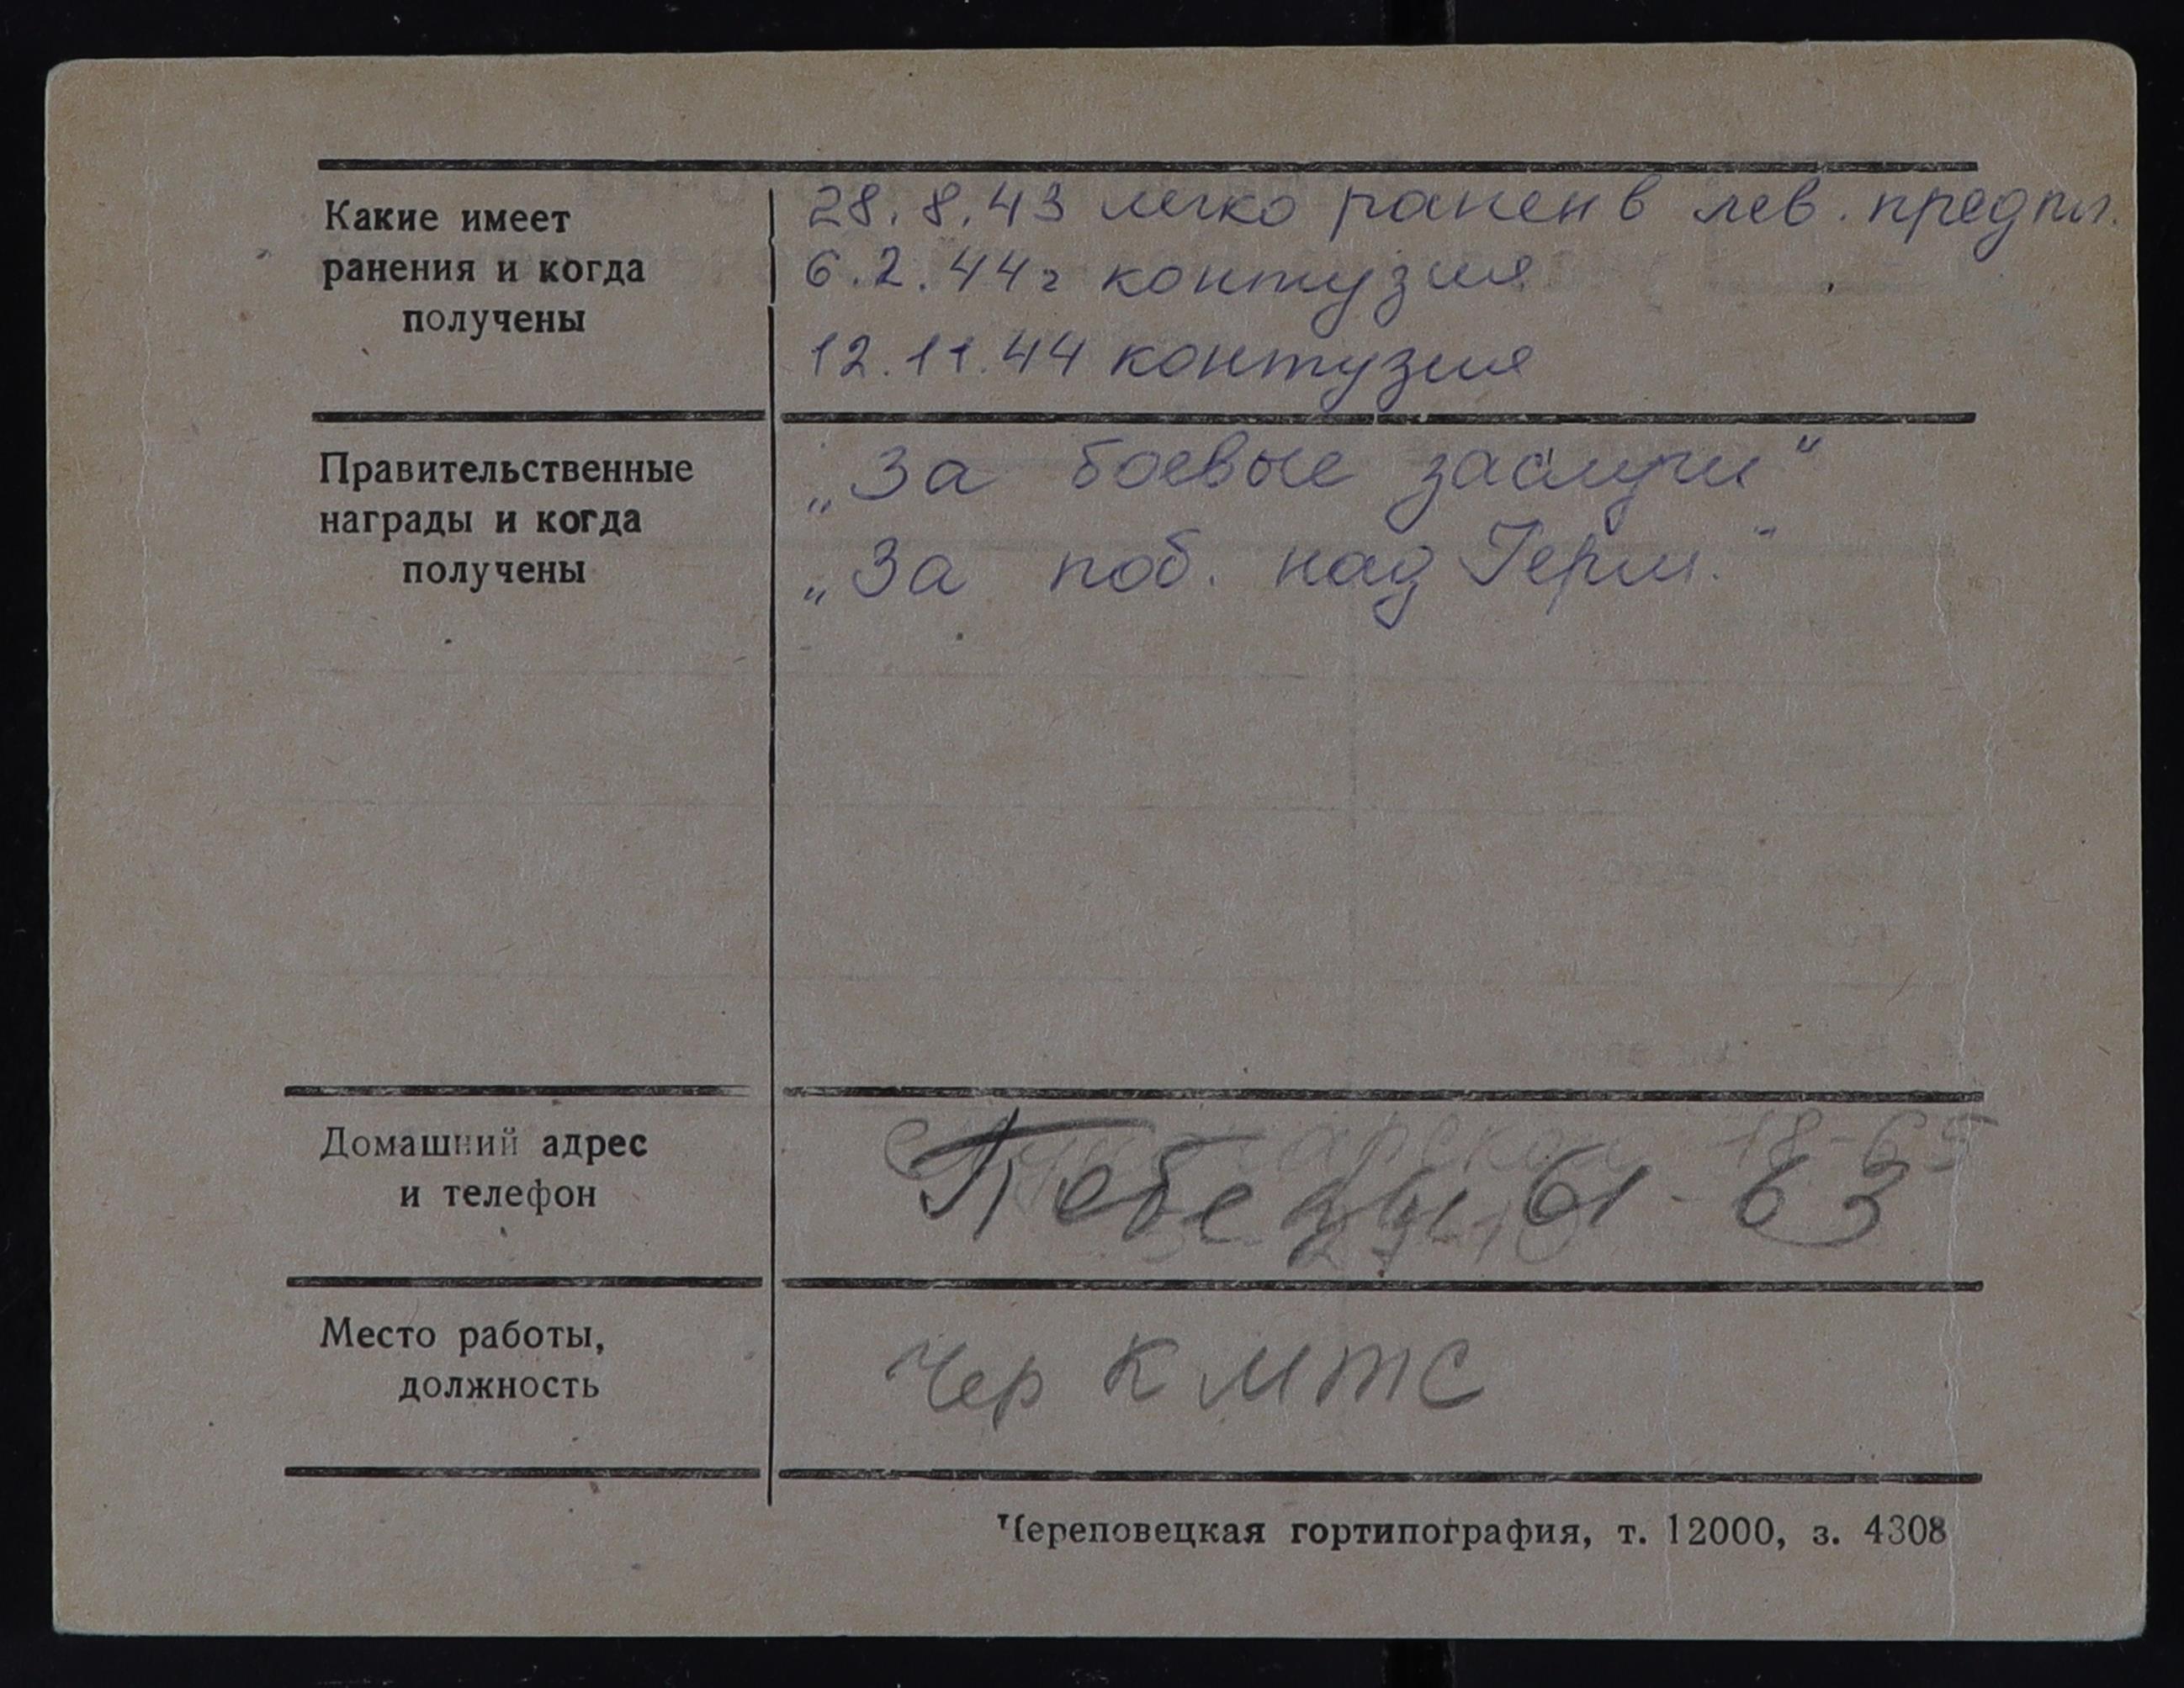 Какие имеет
ранения и когда
получены
28.8.43 легко ранен в лев. предпл.
6.2.44г контузия
12.11.44 контузия
Правительственные
награды и когда
получены
„За боевые заслуги“
„За поб. над Герм.“
Домашний адрес
и телефон
18-65
Победы 61-63
Место работы,
должность
Чер КМТС
Череповецкая гортипография, т. 12000, з. 4308